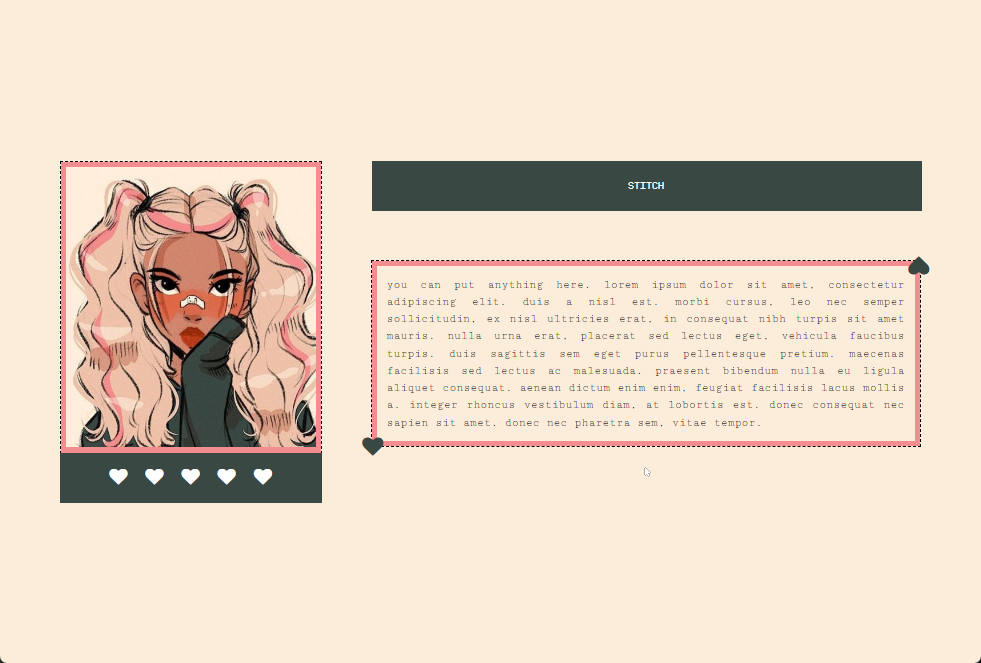 STITCH
you can put anything here. lorem ipsum dolor sit amet, consectetur
adipiscing elit. duis a nisl est. morbi cursus, leo nec semper
sollicitudin, ex nisl ultricies erat, in consequat nibh turpis sit amet
mauris. nulla urna erat, placerat sed lectus eget, vehicula faucibus
turpis. duis sagittis sem eget purus pellentesque pretium. maecenas
facilisis sed lectus ac malesuada. praesent bibendum nulla eu ligula
aliquet consequat. aenean dictum enim enim, feugiat facilisis lacus mollis
a. integer rhoncus vestibulum diam, at lobortis est. donec consequat nec
sapien sit amet. donec nec pharetra sem, vitae tempor.